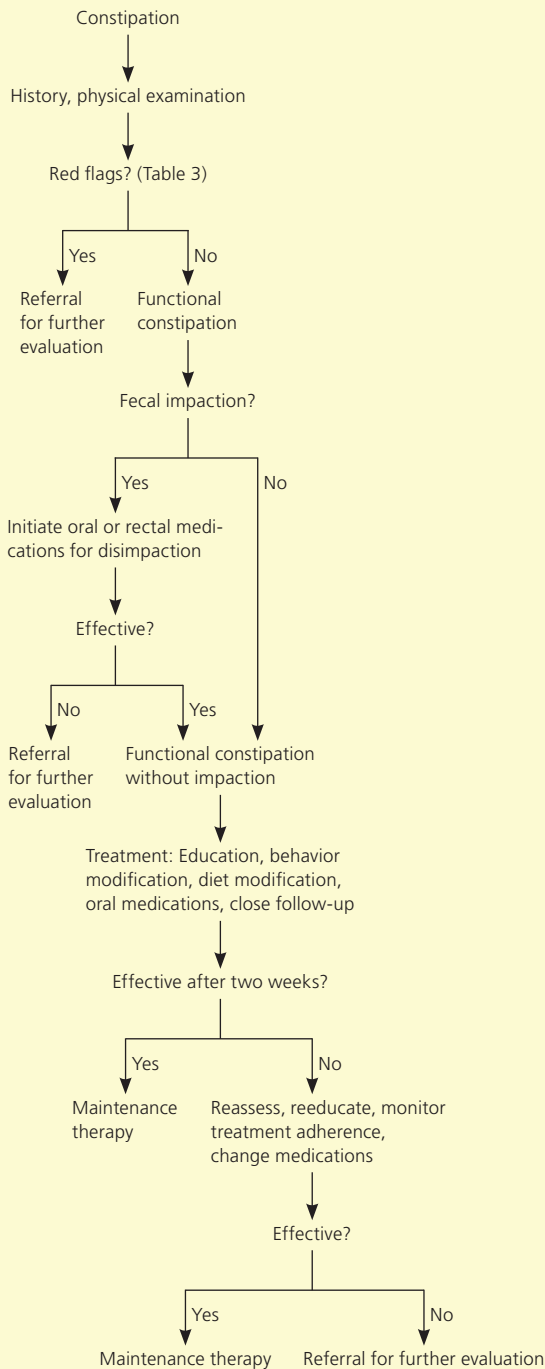 Constipation
History, physical examination
Red flags? (Table 3)
Yes
No
Referral
for further
evaluation
Functional
constipation
Fecal impaction?
Yes
No
Initiate oral or rectal medi-
cations for disimpaction
Effective?
No
Yes
Referral
for further
evaluation
Functional constipation
without impaction
Treatment: Education, behavior
modification, diet modification,
oral medications, close follow-up
Effective after two weeks?
Yes
No
Maintenance
therapy
Reassess, reeducate, monitor
treatment adherence,
change medications
Effective?
Yes
No
Maintenance therapy
Referral for further evaluation